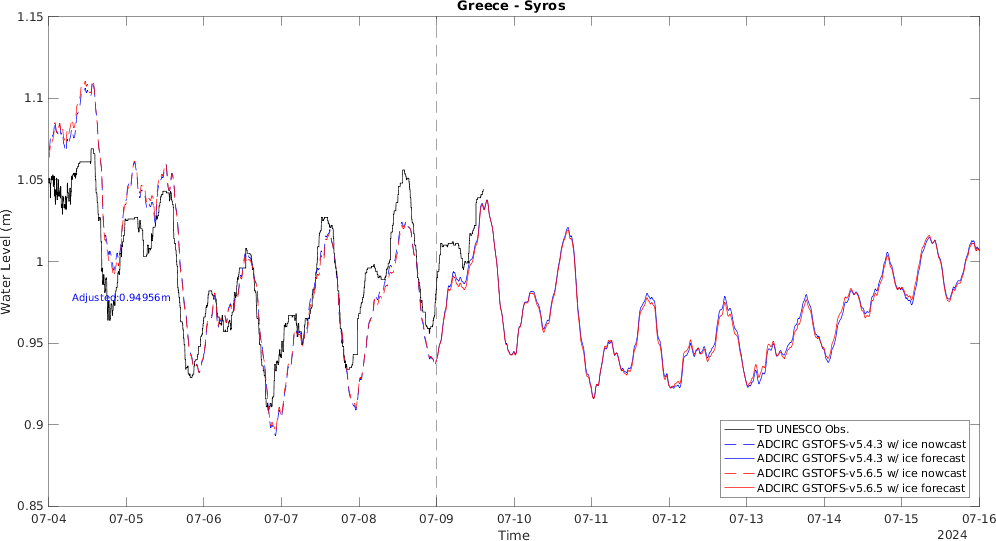 Greece - Syros
1.15
1.1
1.05
1
0.95
0.9
0.85
Water Level (m)
Adjusted:0.94956m
TD UNESCO Obs.
ADCIRC GSTOFS-v5.4.3 w/ ice nowcast
ADCIRC GSTOFS-v5.4.3 w/ ice forecast
ADCIRC GSTOFS-v5.6.5 w/ ice nowcast
ADCIRC GSTOFS-v5.6.5 w/ ice forecast
07-04 07-05 07-06 07-07 07-08 07-09 07-10 07-11 07-12 07-13 07-14 07-15 07-16
Time
2024